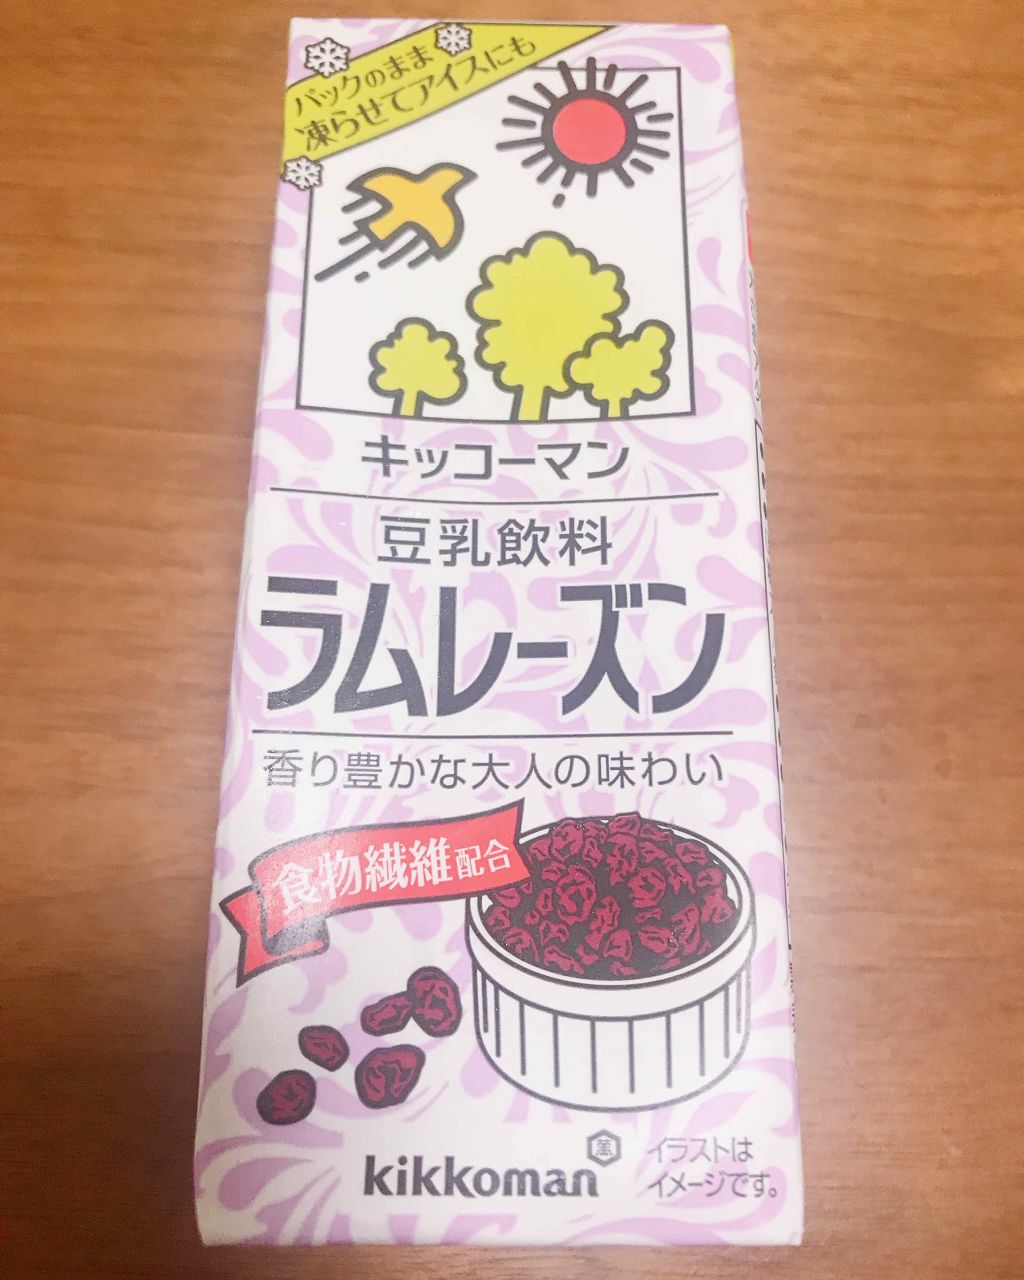 パックのまま
凍らせてアイスにも
キッコーマン
豆乳飲料
ラムレーズン
香り豊かな大人の味わい
食物繊維配合
萬
kikkoman
イラストは
イメージです。